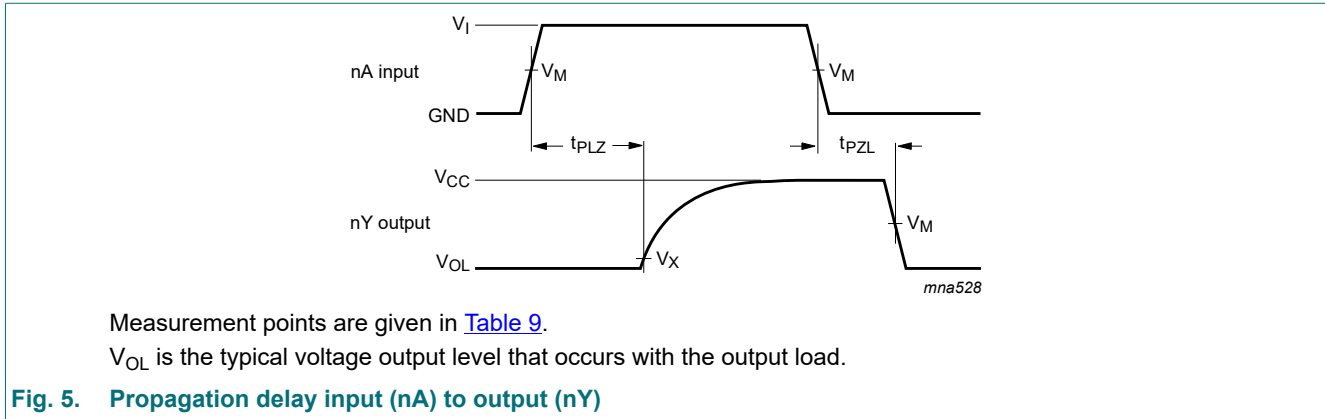 V_I
nA input
V_M
V_M
GND
t_PLZ
t_PZL
V_CC
nY output
V_M
V_OL
V_X
mna528
Measurement points are given in Table 9.
V_OL is the typical voltage output level that occurs with the output load.
Fig. 5. Propagation delay input (nA) to output (nY)